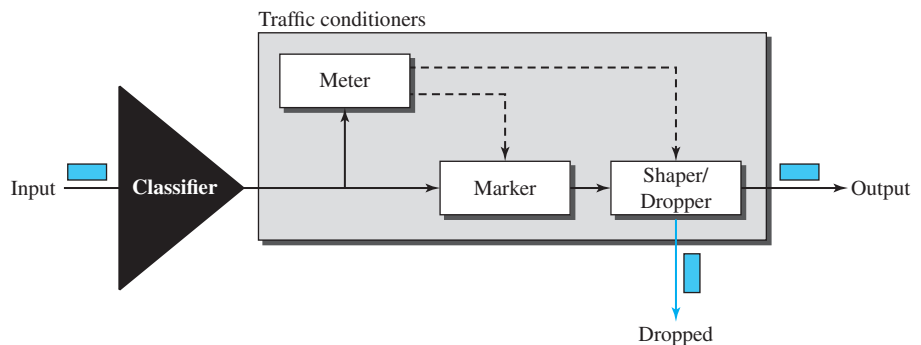 Traffic conditioners
Meter
Input
Classifier
Marker
Shaper/
Dropper
Output
Dropped